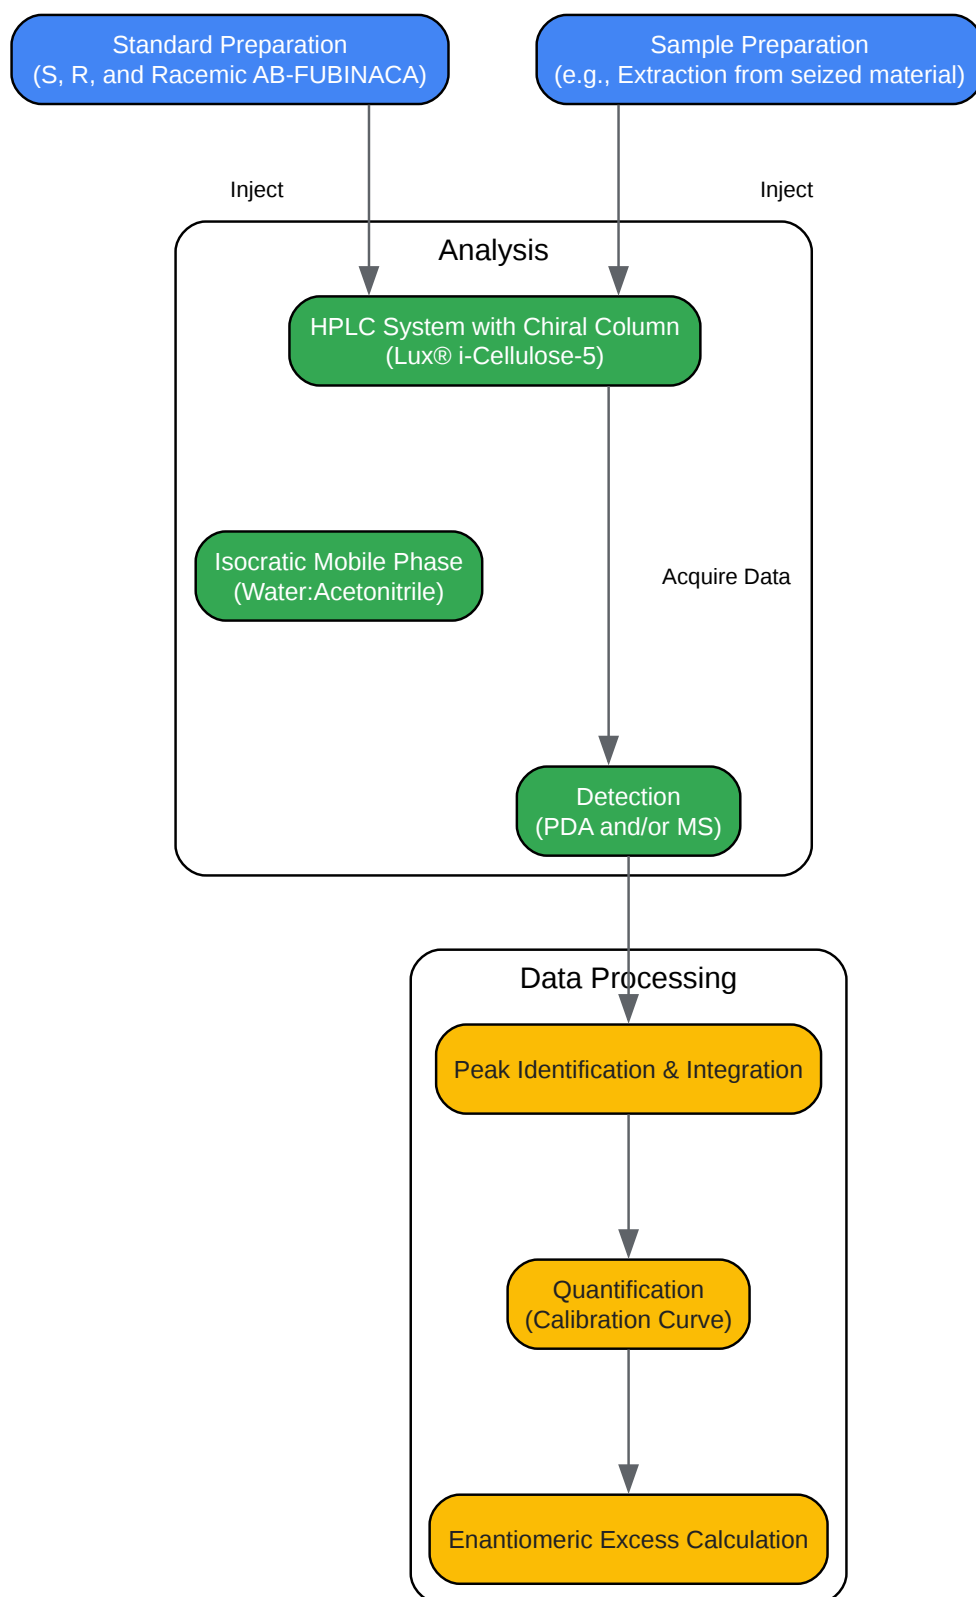 Standard Preparation
(S, R, and Racemic AB-FUBINACA)
Sample Preparation
(e.g., Extraction from seized material)
Inject
Inject
Analysis
HPLC System with Chiral Column
(Lux® i-Cellulose-5)
Isocratic Mobile Phase
(Water:Acetonitrile)
Acquire Data
Detection
(PDA and/or MS)
Data Processing
Peak Identification & Integration
Quantification
(Calibration Curve)
Enantiomeric Excess Calculation